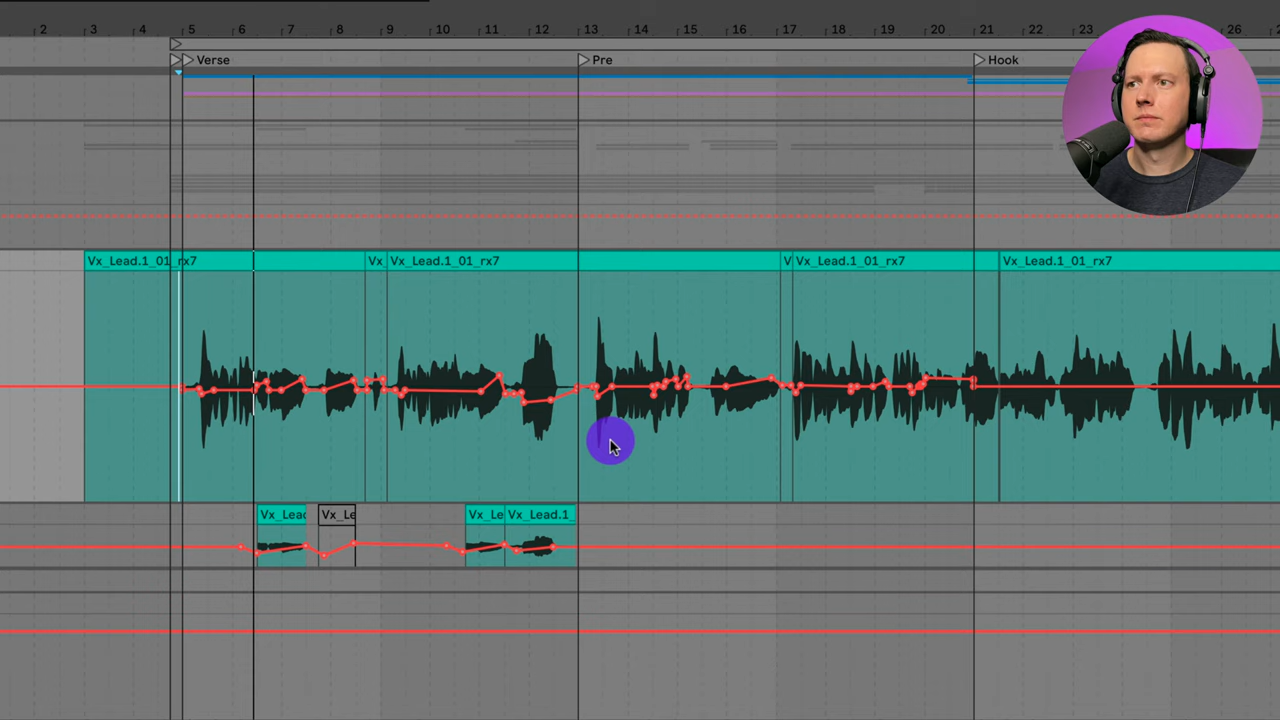 2 3 4 5 6 7 8 9 10 11 12 13 14 15 16 17 18 19 20 21 22 23 26
Verse Pre Hook
Vx_Lead.1_01_rx7 Vx_ Vx_Lead.1_01_rx7 V Vx_Lead.1_01_rx7 Vx_Lead.1_01_rx7
Vx_Lead Vx_Le Vx_Le Vx_Lead.1_